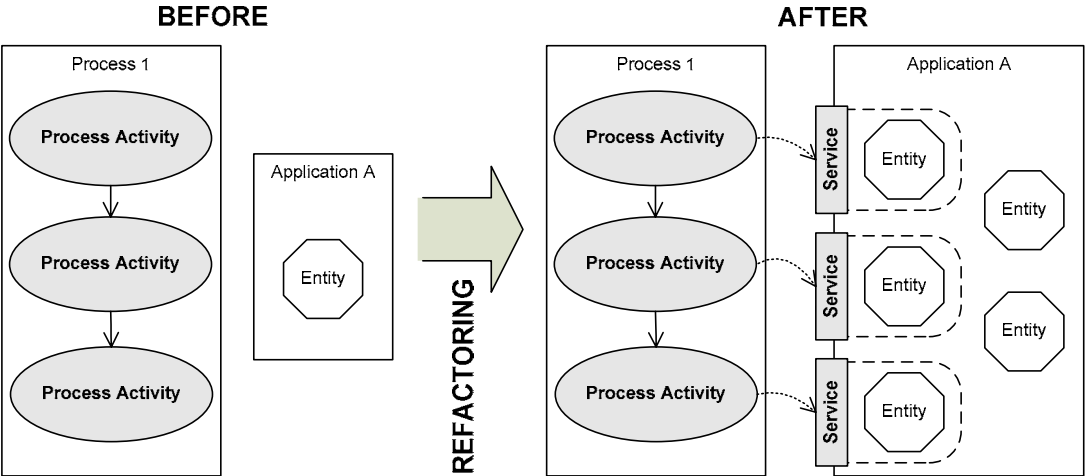 BEFORE
Process 1
Process Activity
Process Activity
Process Activity
Application A
Entity
REFACTORING
AFTER
Process 1
Process Activity
Process Activity
Process Activity
Application A
Service
Entity
Service
Entity
Service
Entity
Entity
Entity